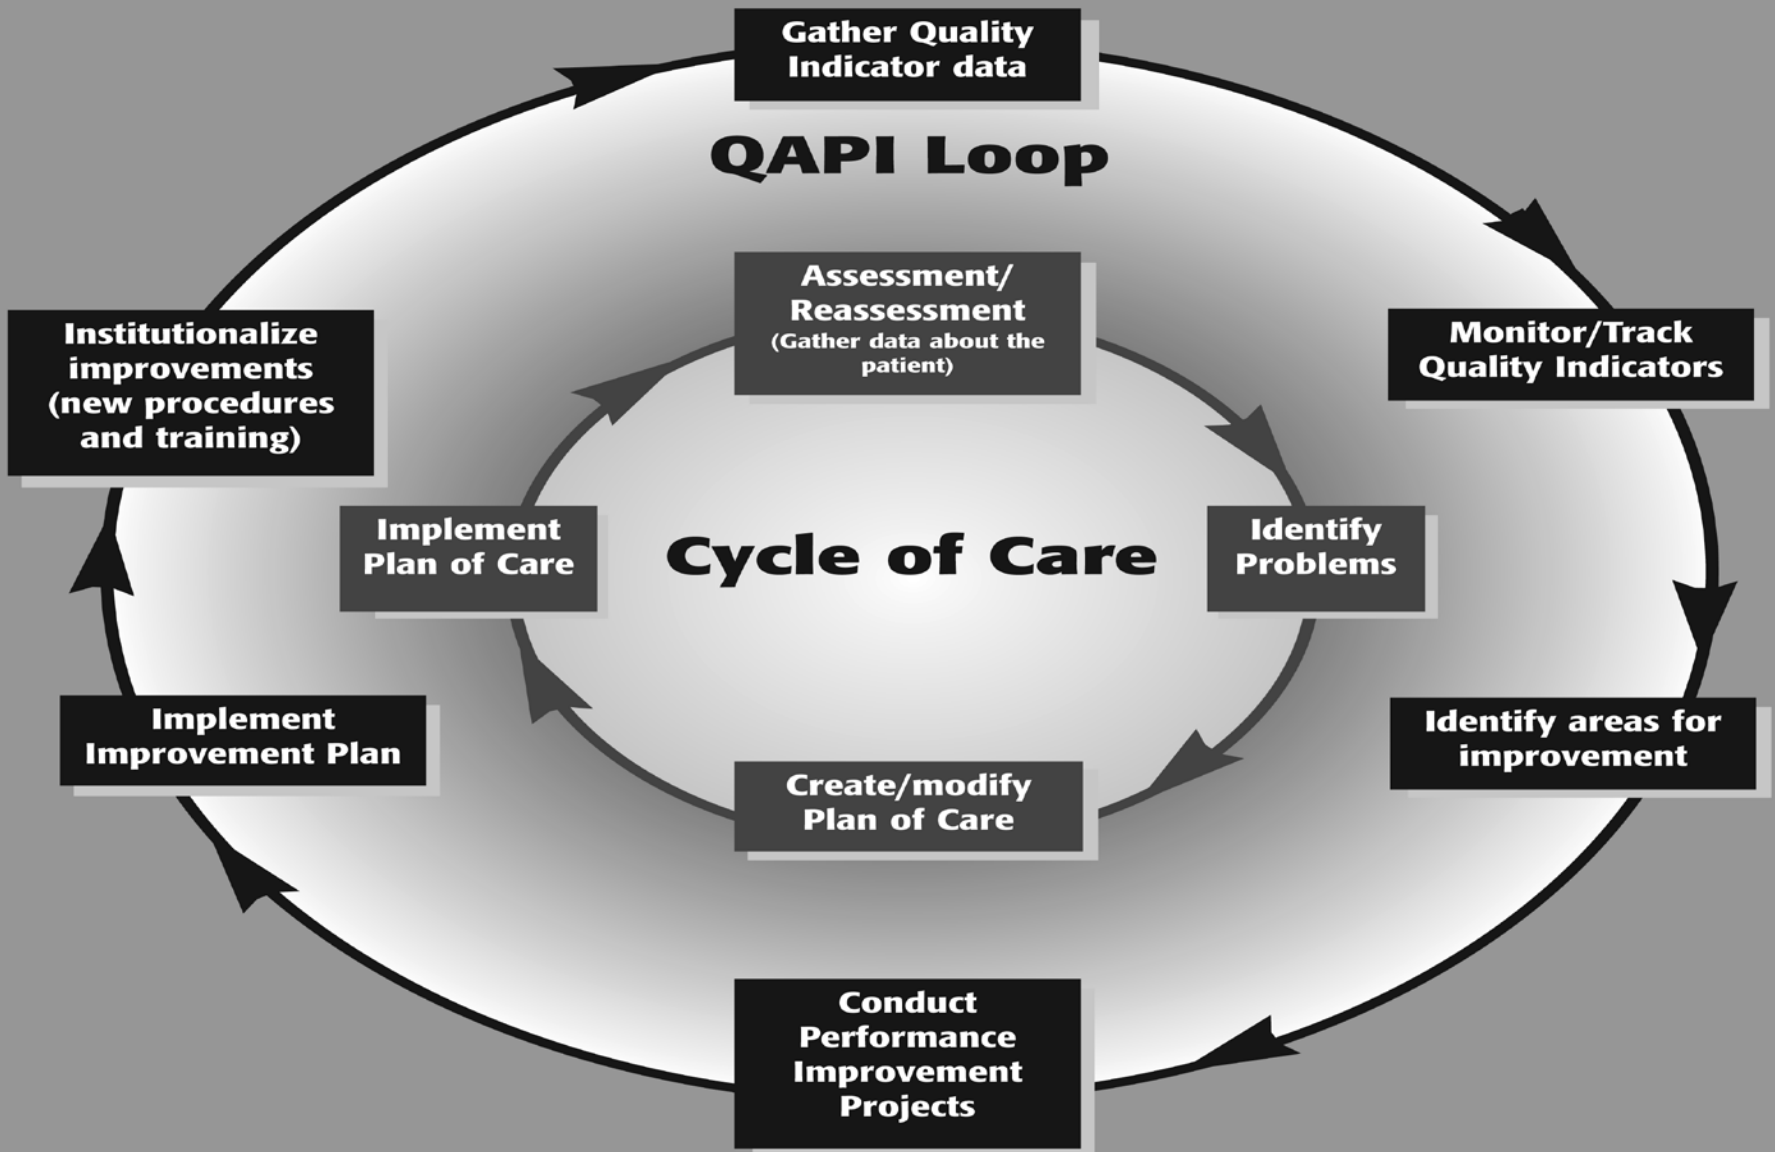 Gather Quality
Indicator data
QAPI Loop
Assessment/
Reassessment
(Gather data about the
patient)
Institutionalize
improvements
(new procedures
and training)
Monitor/Track
Quality Indicators
Implement
Plan of Care
Cycle of Care
Identify
Problems
Implement
Improvement Plan
Identify areas for
improvement
Create/modify
Plan of Care
Conduct
Performance
Improvement
Projects